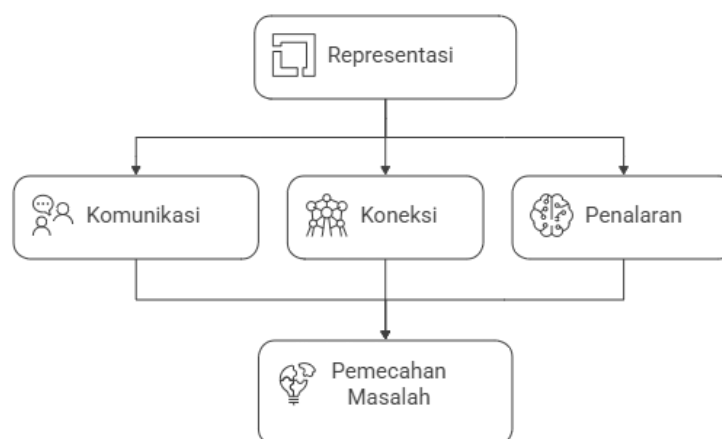 Representasi
Komunikasi
Koneksi
Penalaran
Pemecahan
Masalah